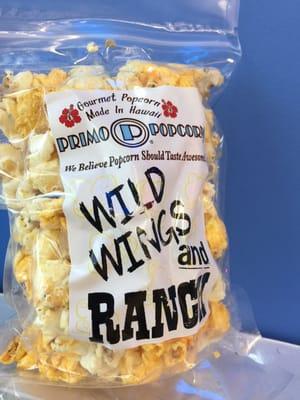 Gourmet Popcorn
Made In Hawaii
PRIMO P POPCORN
We Believe Popcorn Should Taste Awesome
WILD
WINGS
and
RANCH